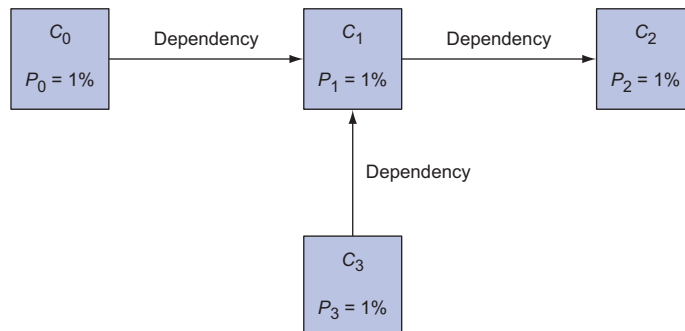 C0
Dependency
C1
Dependency
C2
P0 = 1%
P1 = 1%
P2 = 1%
Dependency
C3
P3 = 1%